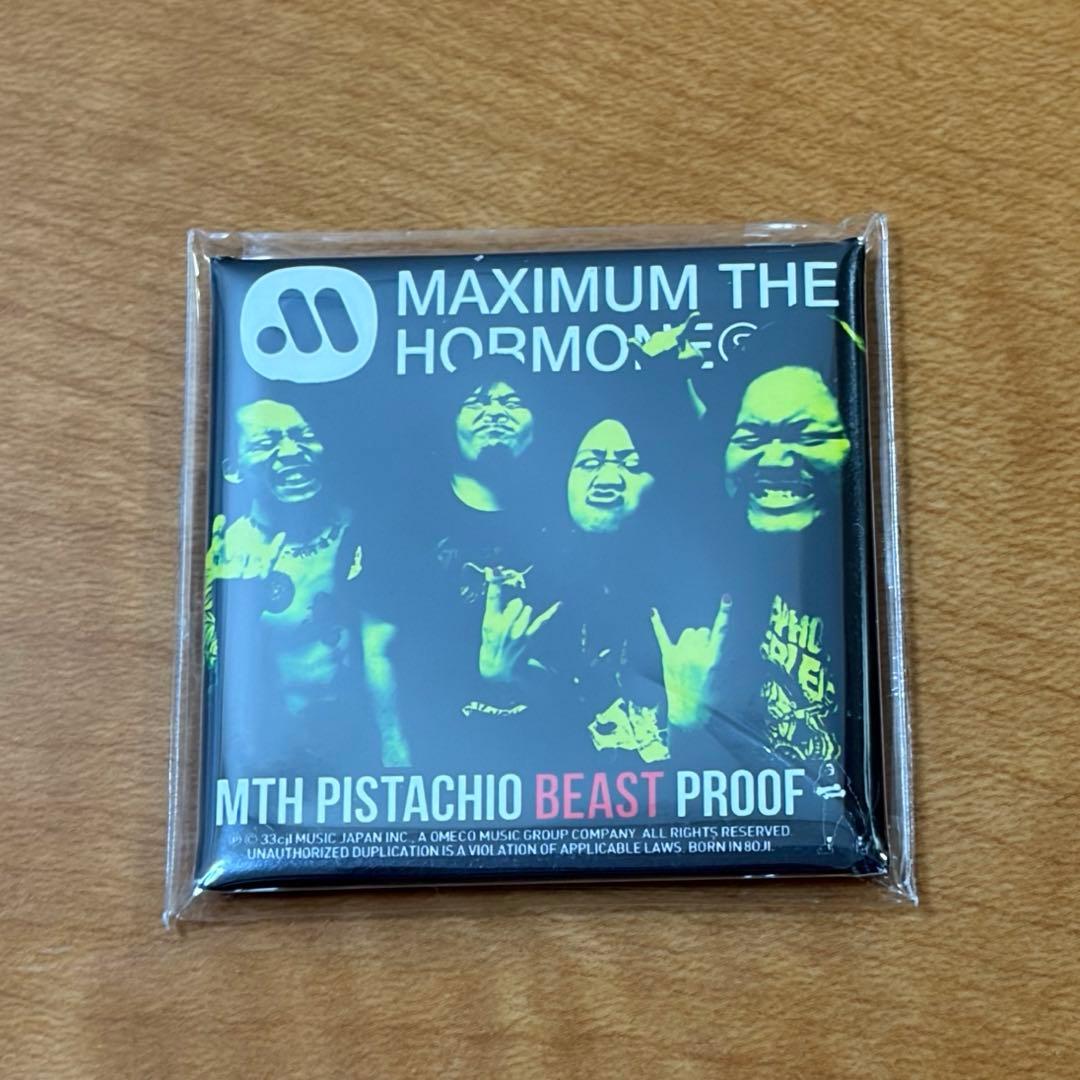 MAXIMUM THE
HORMONE
MTH PISTACHIO BEAST PROOF
℗ © 33cjl MUSIC JAPAN INC., A OMECO MUSIC GROUP COMPANY. ALL RIGHTS RESERVED.
UNAUTHORIZED DUPLICATION IS A VIOLATION OF APPLICABLE LAWS. BORN IN 8OJI.